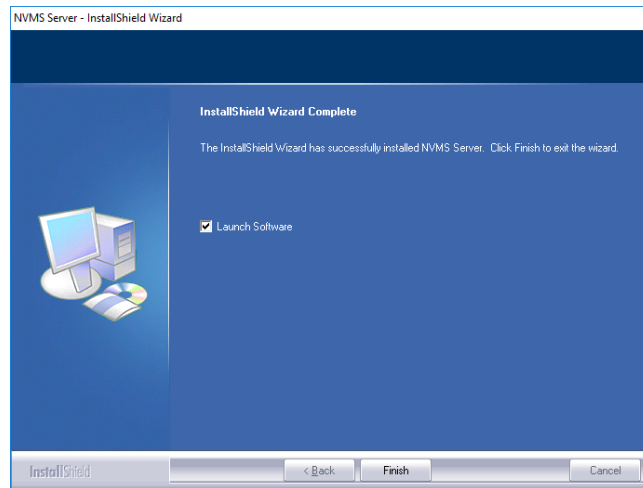 NVMS Server - InstallShield Wizard
InstallShield Wizard Complete
The InstallShield Wizard has successfully installed NVMS Server. Click Finish to exit the wizard.
Launch Software
InstallShield
< Back Finish Cancel